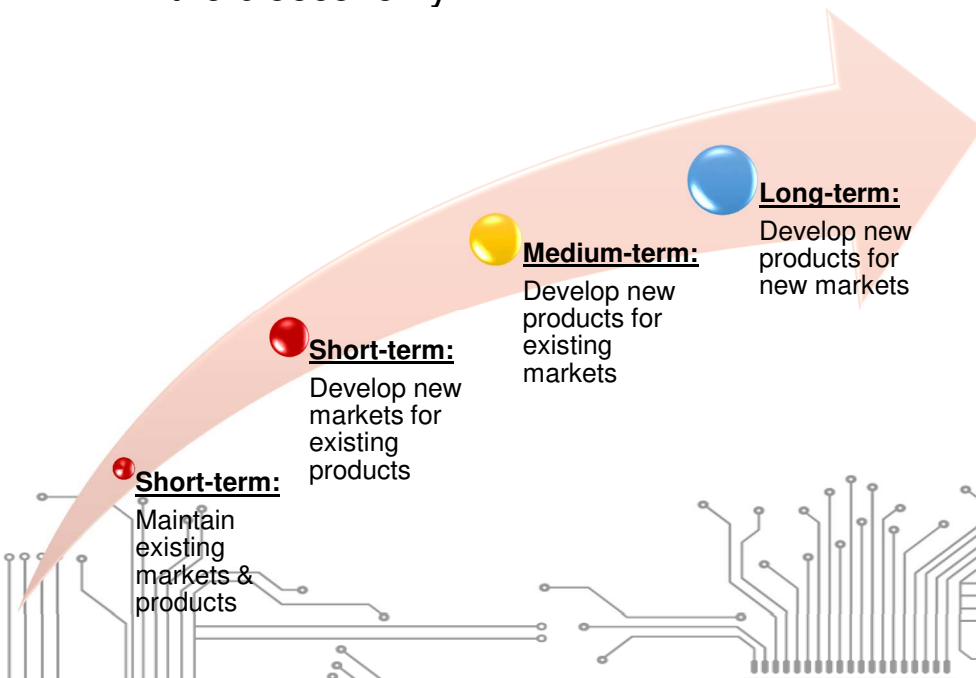 Short-term:
Maintain
existing
markets &
products
Short-term:
Develop new
markets for
existing
products
Medium-term:
Develop new
products for
existing
markets
Long-term:
Develop new
products for
new markets